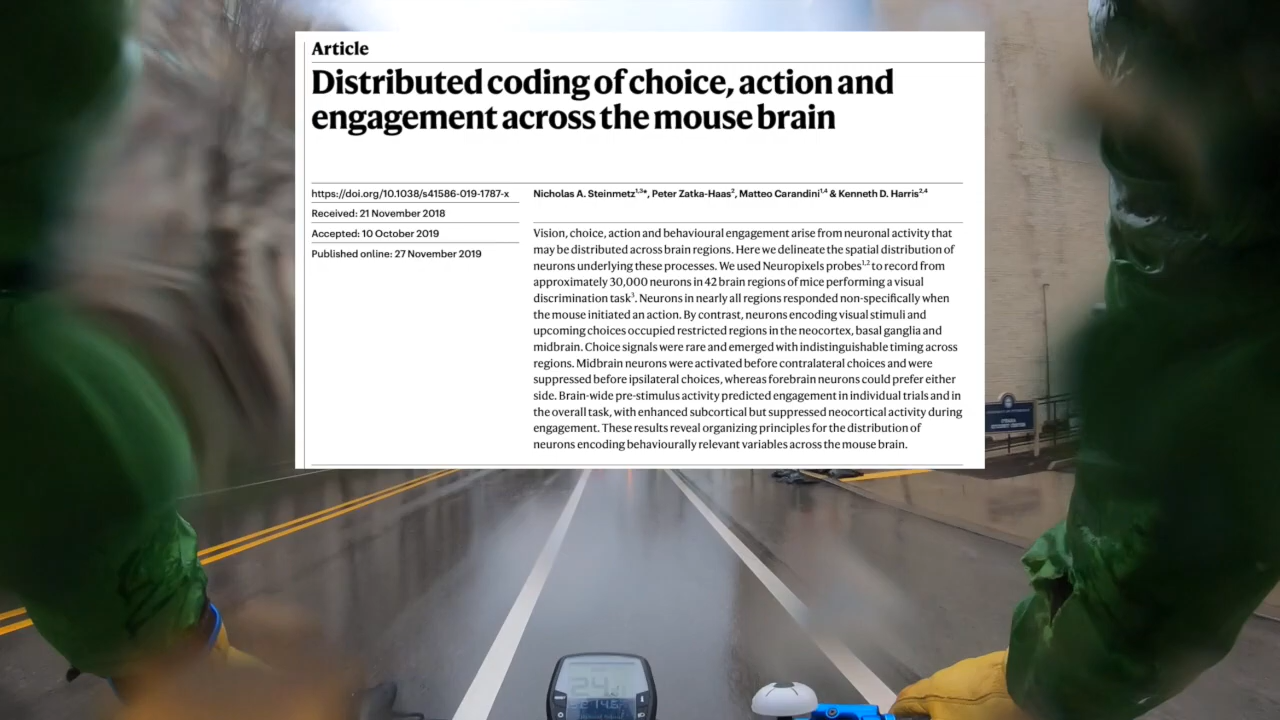 Article
Distributed coding of choice, action and
engagement across the mouse brain
https://doi.org/10.1038/s41586-019-1787-x
Received: 21 November 2018
Accepted: 10 October 2019
Published online: 27 November 2019
Nicholas A. Steinmetz1,3*, Peter Zatka-Haas2, Matteo Carandini1,4 & Kenneth D. Harris2,4
Vision, choice, action and behavioural engagement arise from neuronal activity that
may be distributed across brain regions. Here we delineate the spatial distribution of
neurons underlying these processes. We used Neuropixels probes1,2 to record from
approximately 30,000 neurons in 42 brain regions of mice performing a visual
discrimination task3. Neurons in nearly all regions responded non-specifically when
the mouse initiated an action. By contrast, neurons encoding visual stimuli and
upcoming choices occupied restricted regions in the neocortex, basal ganglia and
midbrain. Choice signals were rare and emerged with indistinguishable timing across
regions. Midbrain neurons were activated before contralateral choices and were
suppressed before ipsilateral choices, whereas forebrain neurons could prefer either
side. Brain-wide pre-stimulus activity predicted engagement in individual trials and in
the overall task, with enhanced subcortical but suppressed neocortical activity during
engagement. These results reveal organizing principles for the distribution of
neurons encoding behaviourally relevant variables across the mouse brain.